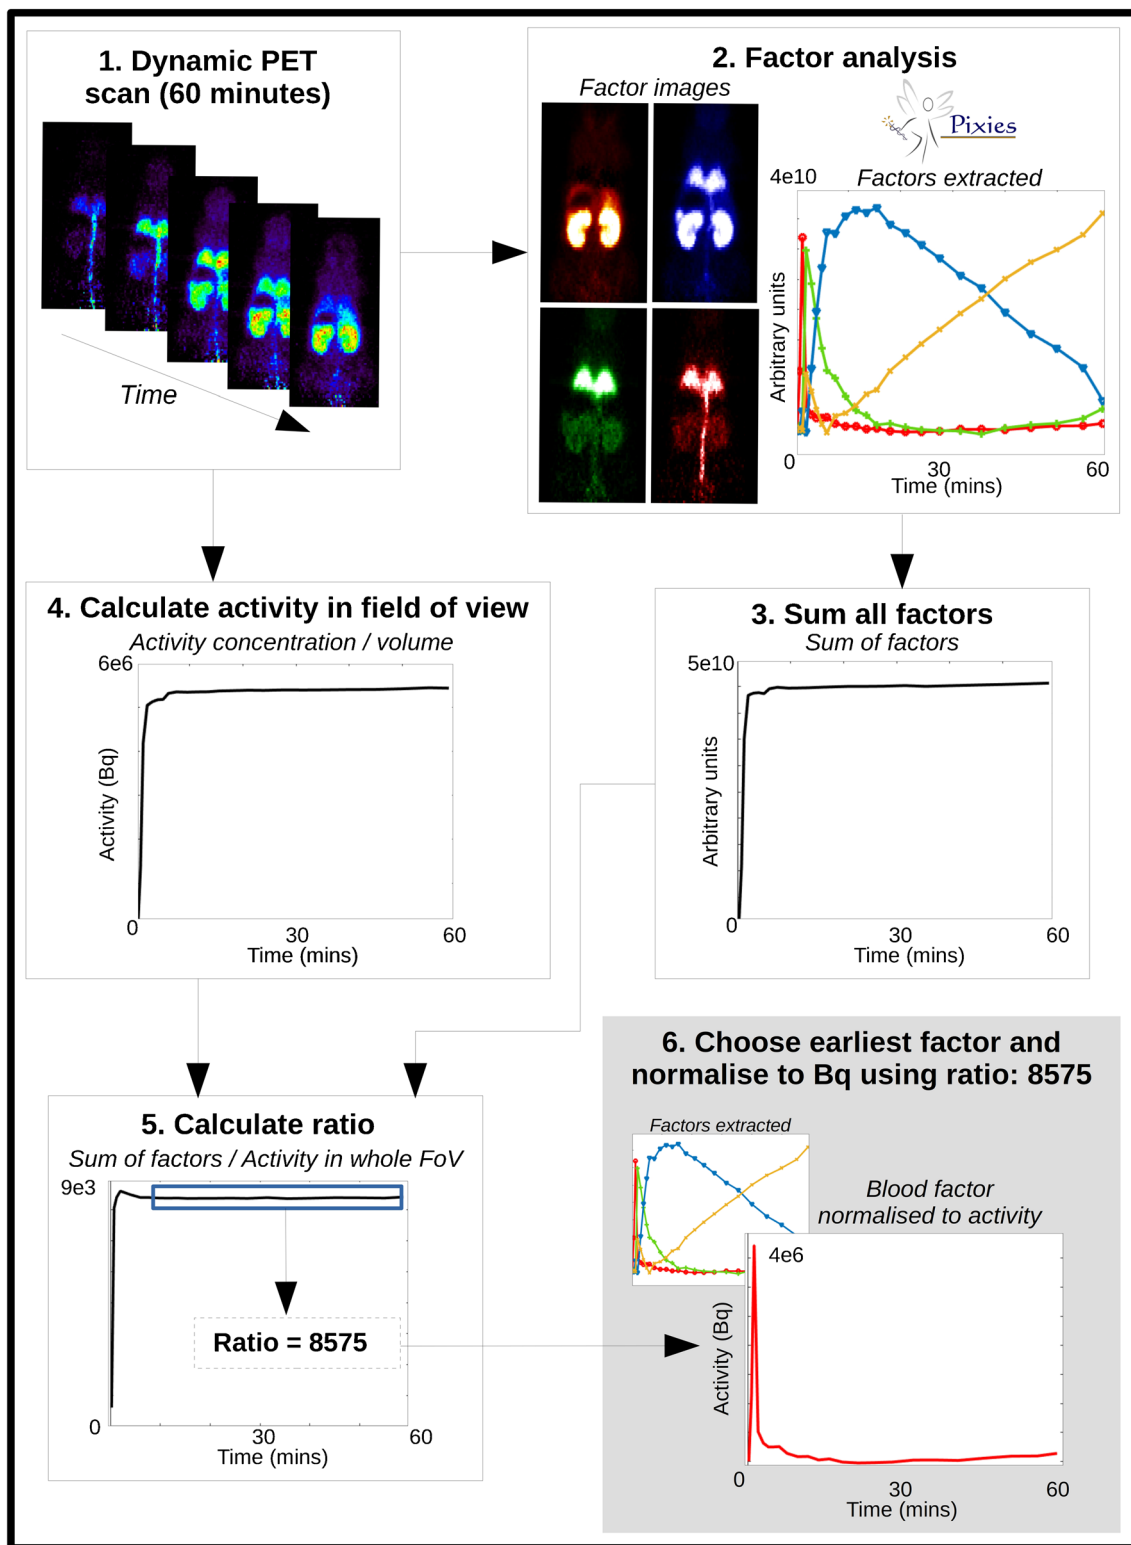 1. Dynamic PET
scan (60 minutes)
Time
2. Factor analysis
Factor images
Pixies
Factors extracted
4e10
Arbitrary units
0
30
60
Time (mins)
4. Calculate activity in field of view
Activity concentration / volume
6e6
Activity (Bq)
0
30
60
Time (mins)
3. Sum all factors
Sum of factors
5e10
Arbitrary units
0
30
60
Time (mins)
5. Calculate ratio
Sum of factors / Activity in whole FoV
9e3
Ratio = 8575
0
30
60
Time (mins)
6. Choose earliest factor and
normalise to Bq using ratio: 8575
Factors extracted
Blood factor
normalised to activity
4e6
Activity (Bq)
0
30
60
Time (mins)